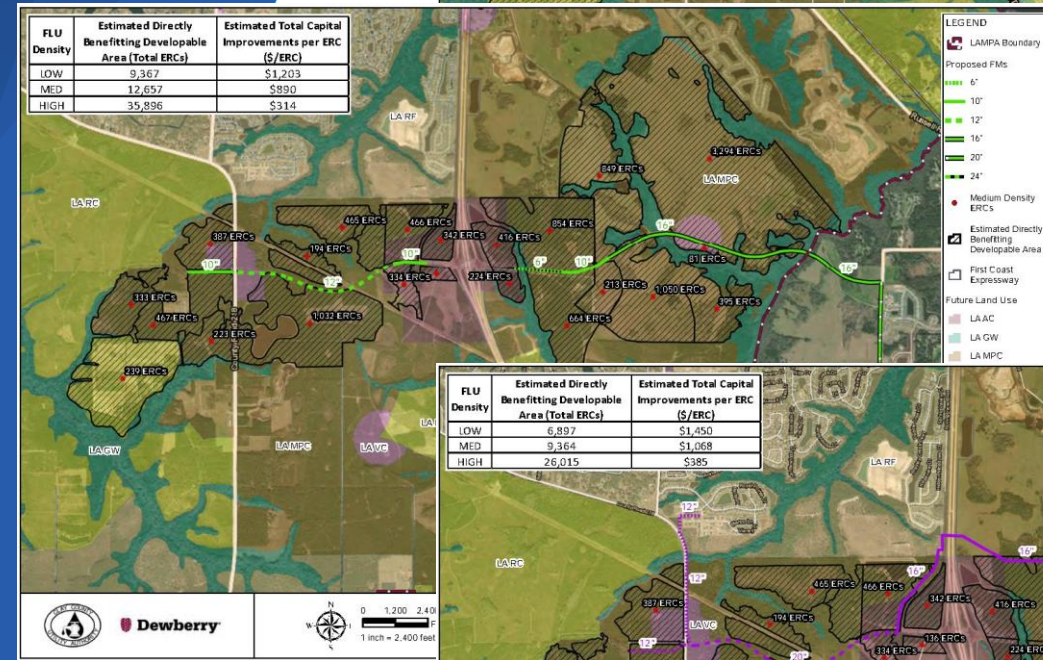 FLU Density
Estimated Directly Benefitting Developable Area (Total ERCs)
Estimated Total Capital Improvements per ERC ($/ERC)
LOW 9,367 $1,203
MED 12,657 $890
HIGH 35,896 $314
LEGEND
LAMPA Boundary
Proposed FMs
6"
10"
12"
16"
20"
24"
Medium Density
ERCs
Estimated Directly
Benefitting
Developable Area
First Coast
Expressway
Future Land Use
LA AC
LA GW
LA MPC
LA RF
LA RC
3,294 ERCs
849 ERCs
LA MPC
465 ERCs
466 ERCs
854 ERCs
387 ERCs
342 ERCs
416 ERCs
194 ERCs
16"
10"
10"
6"
10"
81 ERCs
16"
12"
334 ERCs
224 ERCs
213 ERCs
1,050 ERCs
333 ERCs
395 ERCs
467 ERCs
1,032 ERCs
664 ERCs
223 ERCs
239 ERCs
LA GW
LA MPC
LA VC
Dewberry
N
0 1,200
1 inch = 2,400 feet
FLU Density
Estimated Directly Benefitting Developable Area (Total ERCs)
Estimated Total Capital Improvements per ERC ($/ERC)
LOW 6,897 $1,450
MED 9,364 $1,068
HIGH 26,015 $385
LA RF
12"
LA RC
16"
12"
16"
465 ERCs
466 ERCs
387 ERCs
342 ERCs
416 ERCs
LA VC
194 ERCs
12"
20"
334 ERCs
136 ERCs